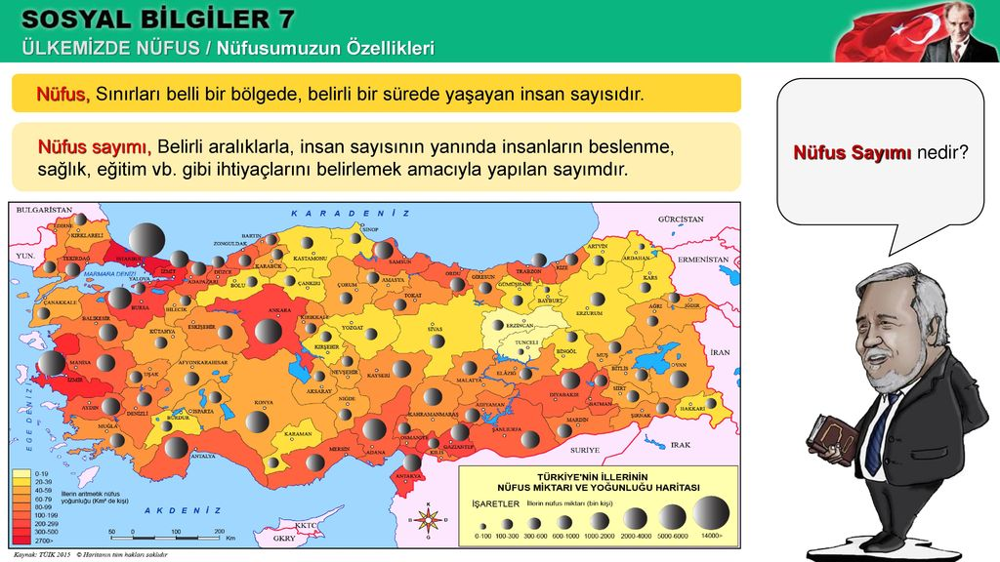 SOSYAL BİLGİLER 7
ÜLKEMİZDE NÜFUS / Nüfusumuzun Özellikleri
Nüfus, Sınırları belli bir bölgede, belirli bir sürede yaşayan insan sayısıdır.
Nüfus sayımı, Belirli aralıklarla, insan sayısının yanında insanların beslenme,
sağlık, eğitim vb. gibi ihtiyaçlarını belirlemek amacıyla yapılan sayımdır.
Nüfus Sayımı nedir?
BULGARİSTAN
K A R A D E N İ Z
GÜRCİSTAN
EDİRNE
KIRKLARELİ
SİNOP
BARTIN
ZONGULDAK
ARTVİN
YUN.
TEKİRDAĞ
İSTANBUL
KASTAMONU
SAMSUN
ARDAHAN
ERMENİSTAN
MARMARA DENİZİ
İZMİT
DÜZCE
KARABÜK
ORDU
GİRESUN
TRABZON
RİZE
KARS
YALOVA
ADAPAZARI
BOLU
ÇANKIRI
ÇORUM
AMASYA
GÜMÜŞHANE
TOKAT
BAYBURT
ÇANAKKALE
BURSA
BİLECİK
ANKARA
KIRIKKALE
ERZURUM
AĞRI
IĞDIR
BALIKESİR
ESKİŞEHİR
YOZGAT
SİVAS
ERZİNCAN
KÜTAHYA
KIRŞEHİR
TUNCELİ
BİNGÖL
MUŞ
İRAN
MANİSA
AFYONKARAHİSAR
NEVŞEHİR
KAYSERİ
ELAZIĞ
BİTLİS
VAN
İZMİR
UŞAK
AKSARAY
MALATYA
SİİRT
KONYA
NİĞDE
DİYABAKIR
BATMAN
AYDIN
DENİZLİ
ISPARTA
BURDUR
KAHRAMANMARAŞ
ADIYAMAN
MARDİN
ŞIRNAK
HAKKARİ
MUĞLA
KARAMAN
OSMANİYE
GAZİANTEP
ŞANLIURFA
ANTALYA
MERSİN
ADANA
KİLİS
SURİYE
IRAK
EGE DENİZİ
ANTAKYA
0-19
20-39
40-59
60-79
80-99
100-199
200-299
300-500
2700>
İllerin aritmetik nüfus
yoğunluğu (Km² de kişi)
A K D E N İ Z
50 0 100 200
Km
KKTC
GKRY
K
B D
G
TÜRKİYE'NİN İLLERİNİN
NÜFUS MİKTARI VE YOĞUNLUĞU HARİTASI
İŞARETLER İllerin nüfus miktarı (bin kişi)
0-100 100-300 300-600 600-1000 1000-2000 2000-4000 5000-6000 14000>
Kaynak: TÜİK 2015 © Haritanın tüm hakları saklıdır